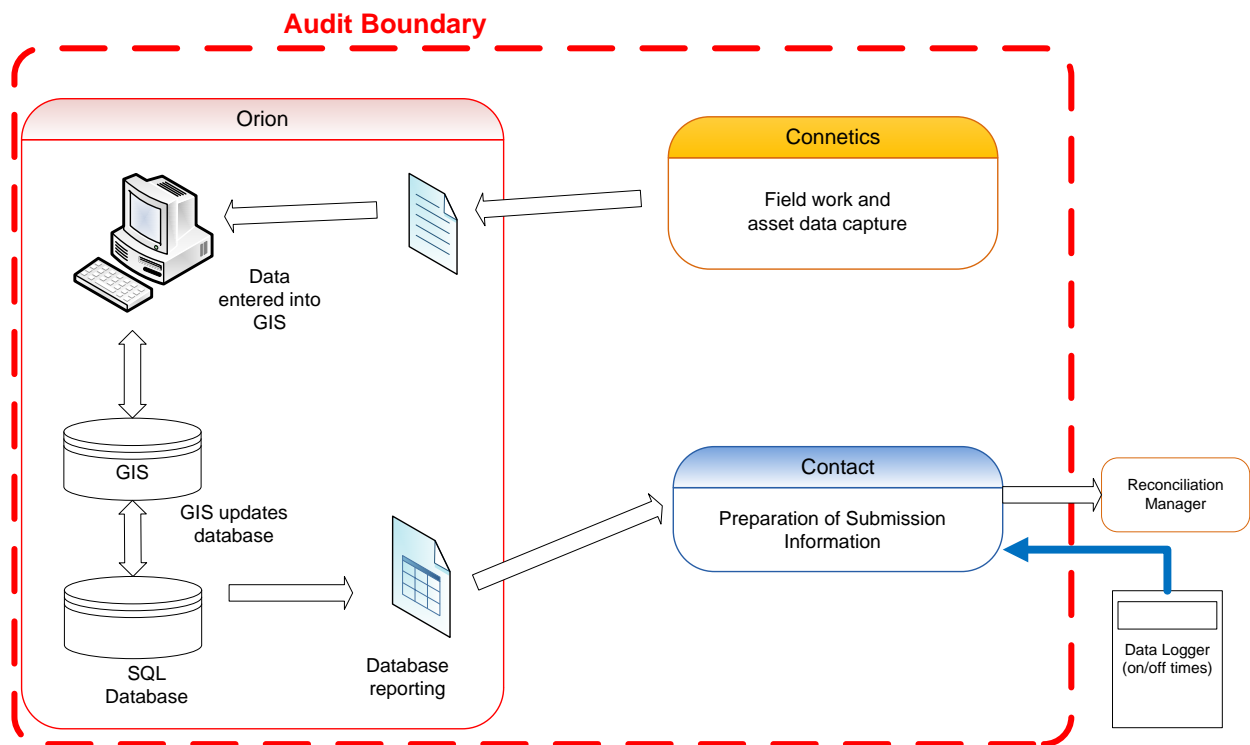 Audit Boundary
Orion
Connetics
Field work and
asset data capture
Data
entered into
GIS
GIS
GIS updates
database
SQL
Database
Database
reporting
Contact
Preparation of Submission
Information
Reconciliation
Manager
Data Logger
(on/off times)